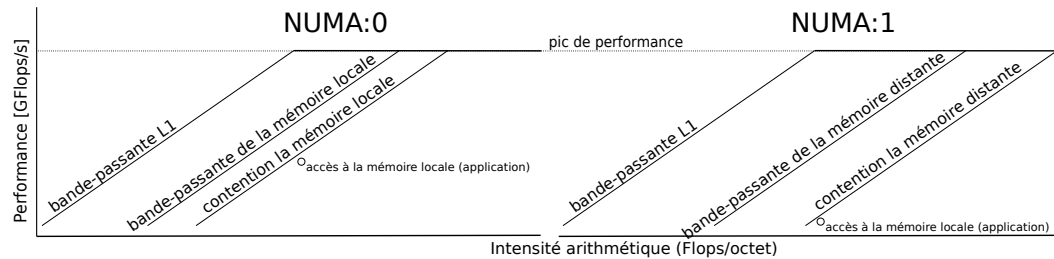 NUMA:0
NUMA:1
pic de performance
Performance [GFlops/s]
bande-passante L1
bande-passante de la mémoire locale
contention la mémoire locale
accès à la mémoire locale (application)
bande-passante L1
bande-passante de la mémoire distante
contention la mémoire distante
accès à la mémoire locale (application)
Intensité arithmétique (Flops/octet)